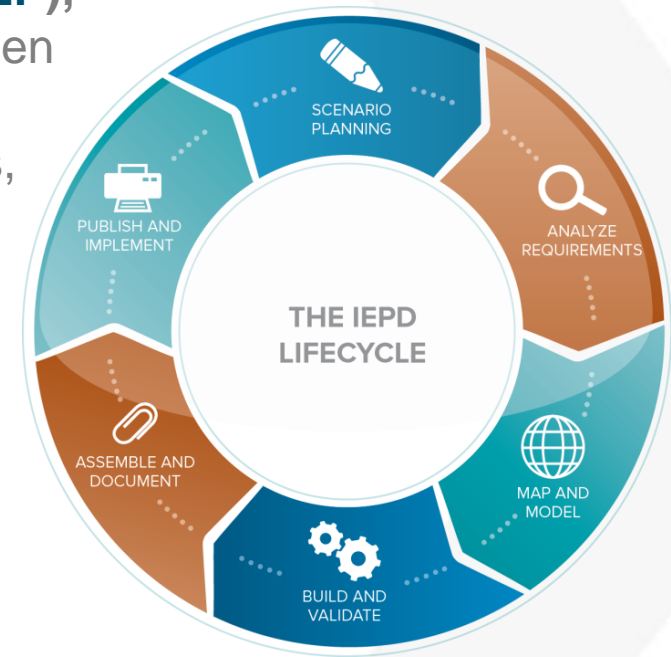 en
SCENARIO
PLANNING
ANALYZE
REQUIREMENTS
MAP AND
MODEL
BUILD AND
VALIDATE
ASSEMBLE AND
DOCUMENT
PUBLISH AND
IMPLEMENT
THE IEPD
LIFECYCLE